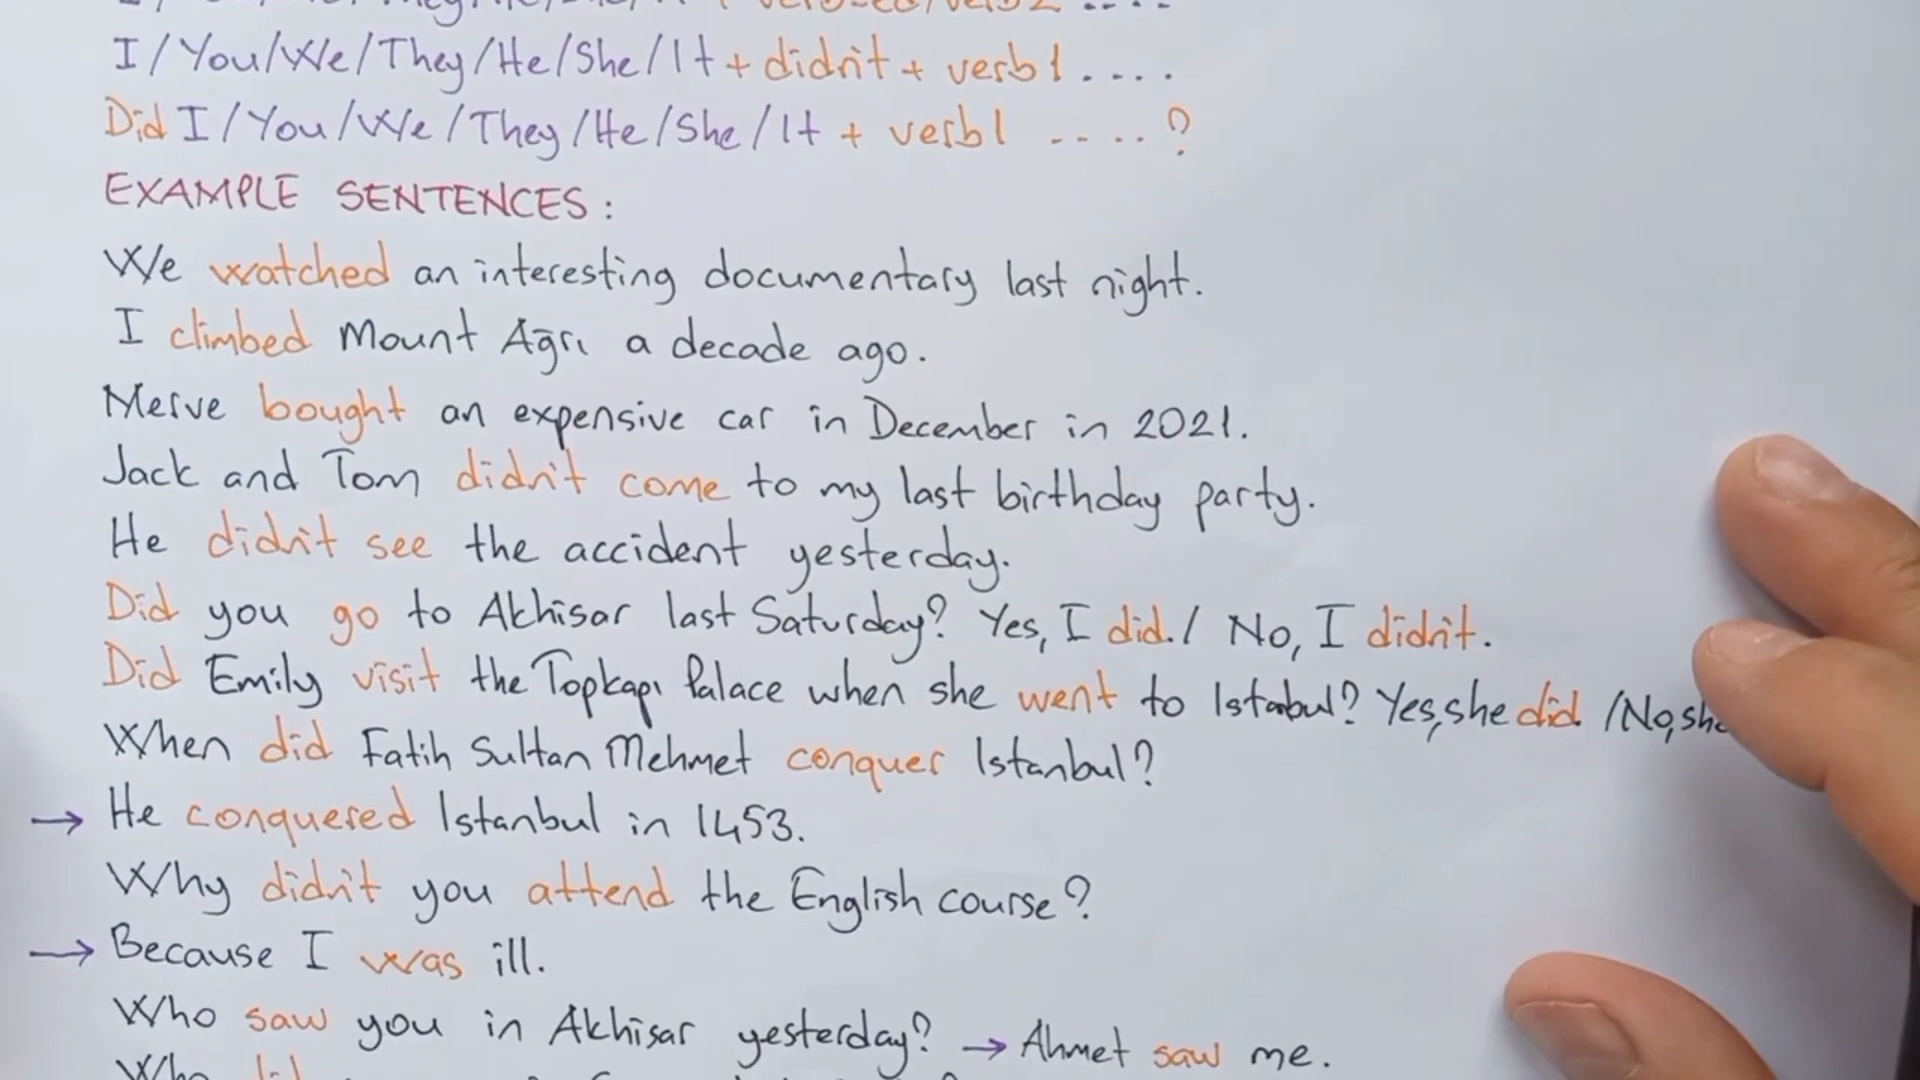 I/You/We/They/He/She/It + didn't + verb1 ....
Did I/You/We/They/He/She/It + verb1 ....?
EXAMPLE SENTENCES:
We watched an interesting documentary last night.
I climbed Mount Ağrı a decade ago.
Merve bought an expensive car in December in 2021.
Jack and Tom didn't come to my last birthday party.
He didn't see the accident yesterday.
Did you go to Akhisar last Saturday? Yes, I did./ No, I didn't.
Did Emily visit the Topkapı Palace when she went to Istabul? Yes, she did /No, she
When did Fatih Sultan Mehmet conquer Istanbul?
→ He conquered Istanbul in 1453.
Why didn't you attend the English course?
→ Because I was ill.
Who saw you in Akhisar yesterday? → Ahmet saw me.
Who